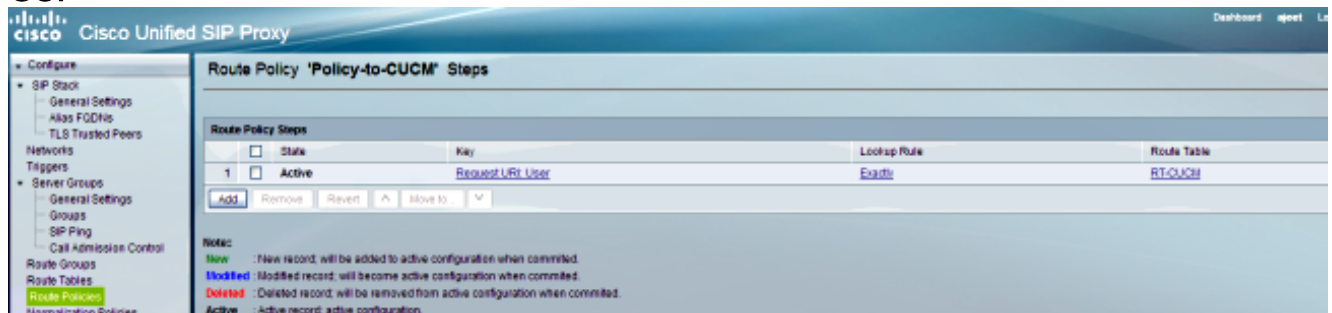 cisco Cisco Unified SIP Proxy
Dashboard ajeet
Configure
SIP Stack
General Settings
Alias FQDNs
TLS Trusted Peers
Networks
Triggers
Server Groups
General Settings
Groups
SIP Ping
Call Admission Control
Route Groups
Route Tables
Route Policies
Normalization Policies
Route Policy 'Policy-to-CUCM' Steps
Route Policy Steps
State Key Lookup Rule Route Table
1 Active Request URI: User Exactly RT-CUCM
Add Remove Revert Move to...
Note:
New : New record; will be added to active configuration when commited.
Modified : Modified record; will become active configuration when commited.
Deleted : Deleted record; will be removed from active configuration when commited.
Active : Active record; active configuration.